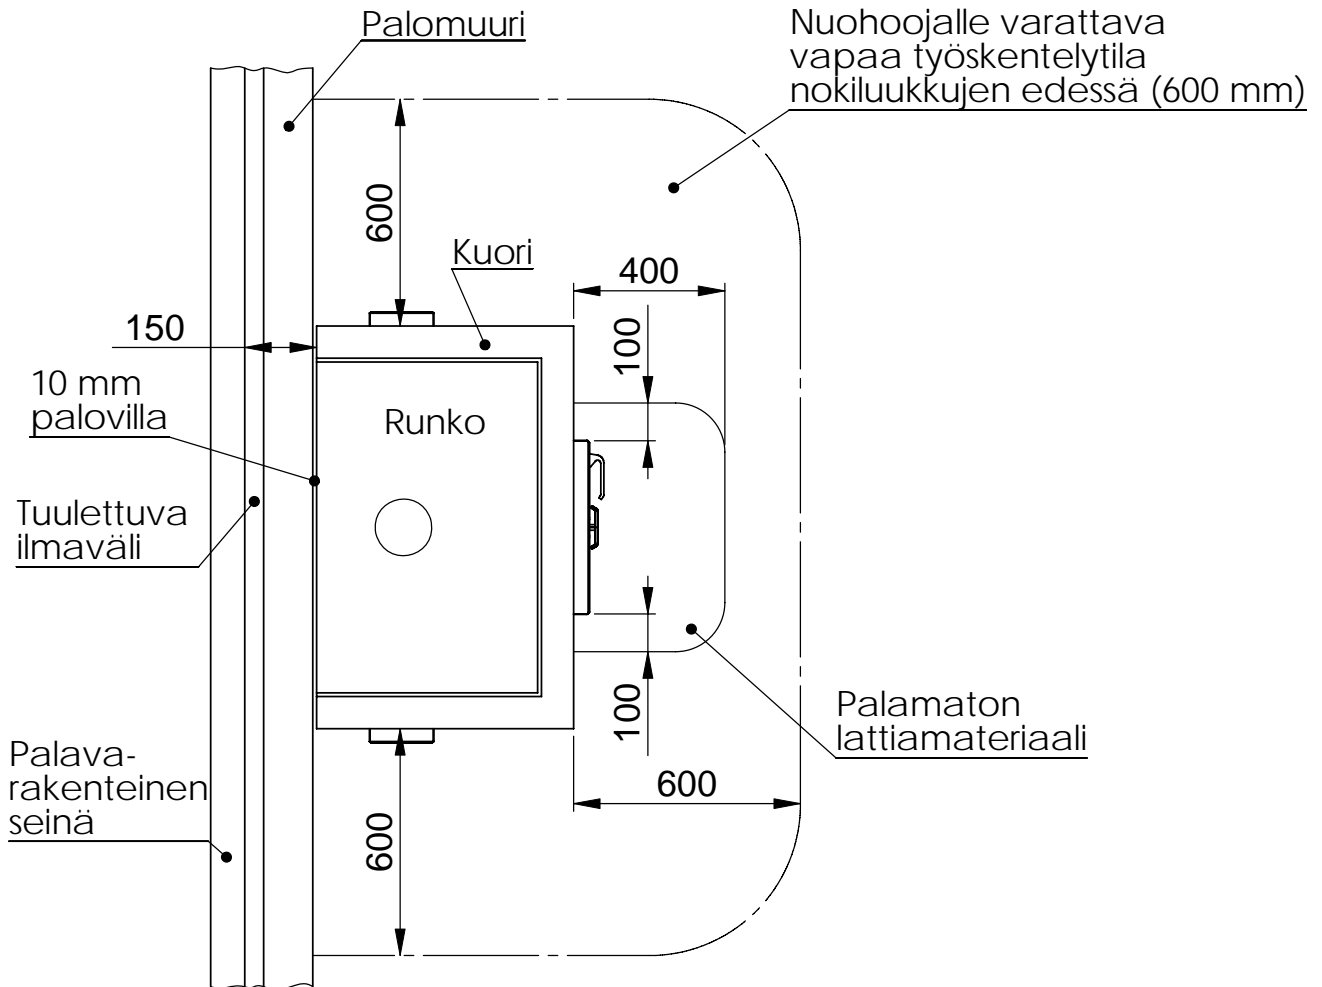 Palomuuri
Nuohoojalle varattava
vapaa työskentelytila
nokiluukkujen edessä (600 mm)
600
Kuori
400
150
100
10 mm
palovilla
Runko
Tuulettuva
ilmaväli
100
Palamaton
lattiamateriaali
Palava-
rakenteinen
seinä
600
600